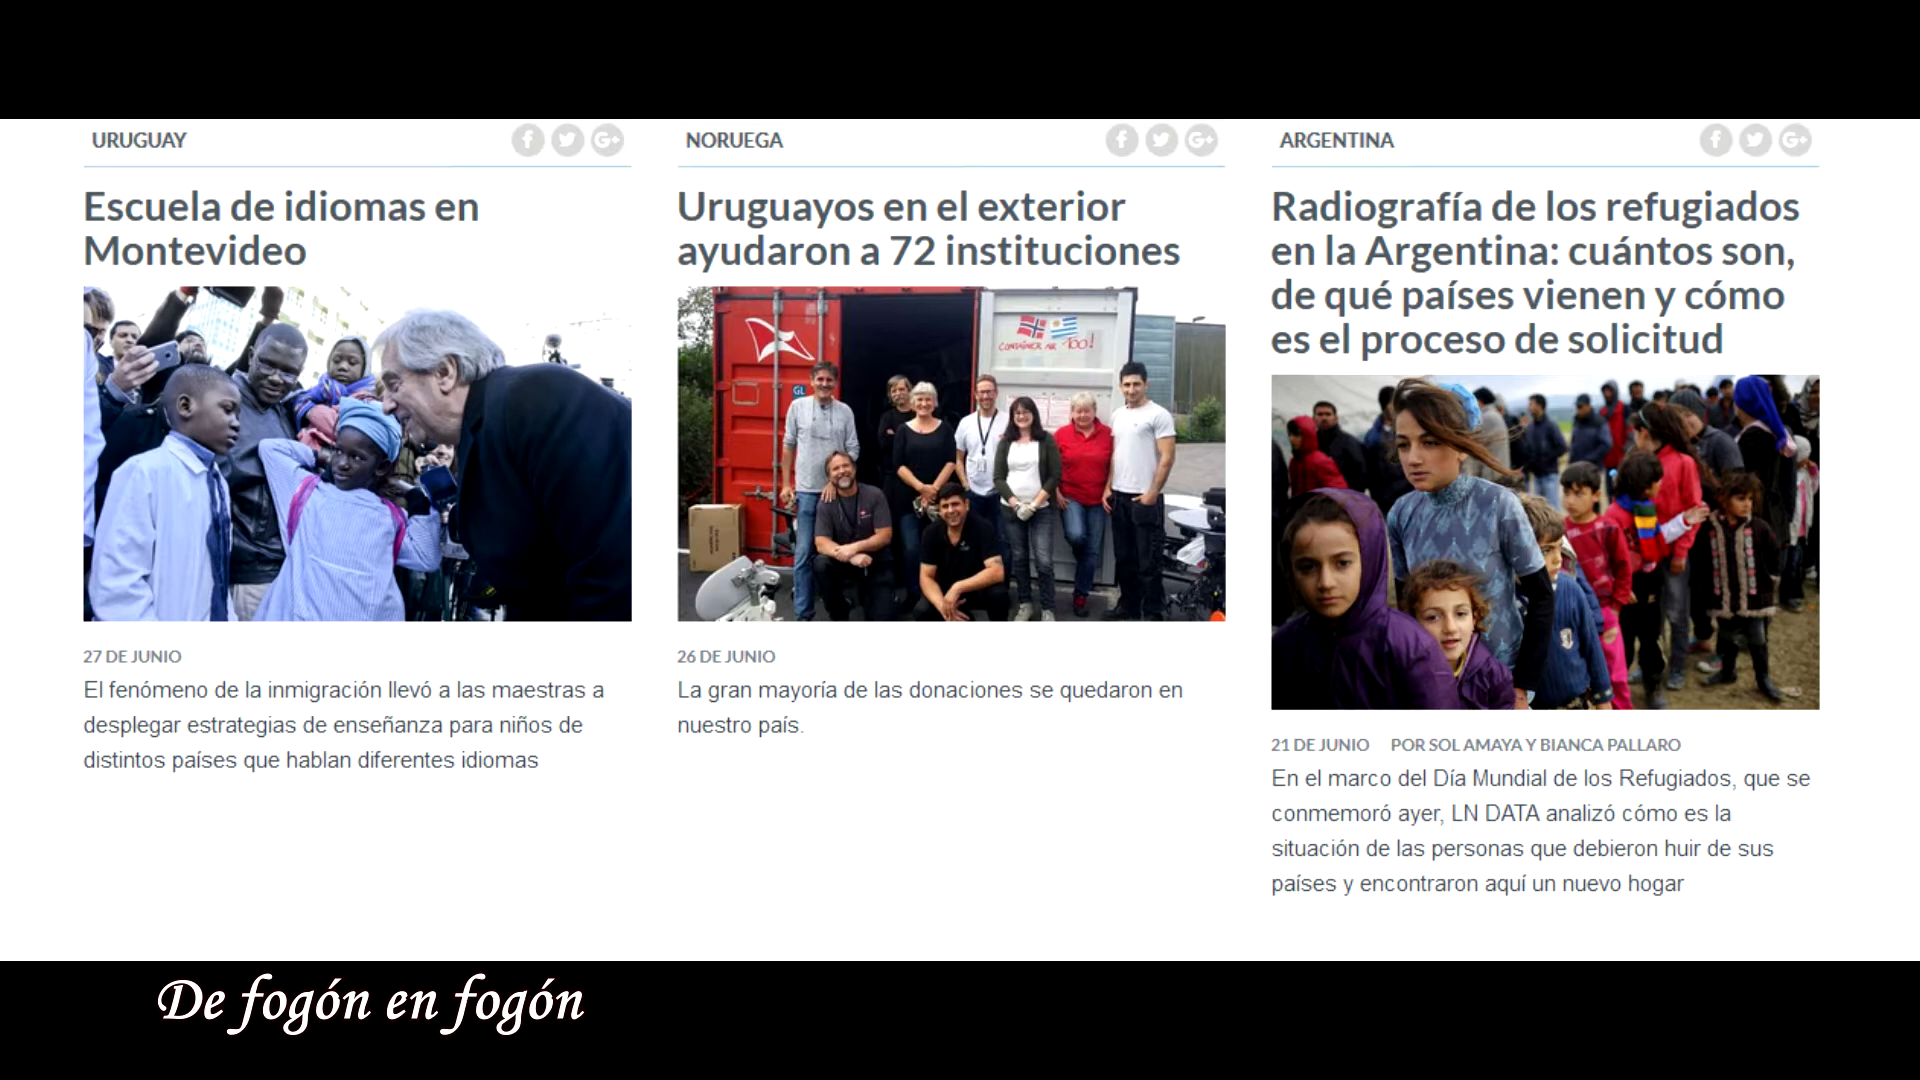 URUGUAY
Escuela de idiomas en
Montevideo
27 DE JUNIO
El fenómeno de la inmigración llevó a las maestras a
desplegar estrategias de enseñanza para niños de
distintos países que hablan diferentes idiomas
NORUEGA
Uruguayos en el exterior
ayudaron a 72 instituciones
GL
CONTAINER NR 100!
26 DE JUNIO
La gran mayoría de las donaciones se quedaron en
nuestro país.
ARGENTINA
Radiografía de los refugiados
en la Argentina: cuántos son,
de qué países vienen y cómo
es el proceso de solicitud
21 DE JUNIO POR SOL AMAYA Y BIANCA PALLARO
En el marco del Día Mundial de los Refugiados, que se
conmemoró ayer, LN DATA analizó cómo es la
situación de las personas que debieron huir de sus
países y encontraron aquí un nuevo hogar
De fogón en fogón